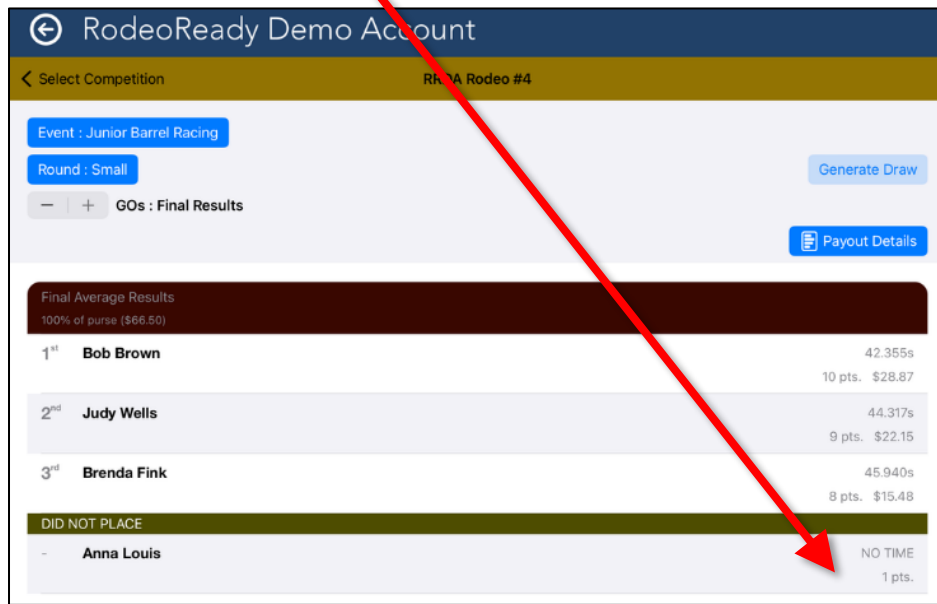 RodeoReady Demo Account
Select Competition RRDA Rodeo #4
Event : Junior Barrel Racing
Round : Small
Generate Draw
− + GOs : Final Results
Payout Details
Final Average Results
100% of purse ($66.50)
1st Bob Brown 42.355s
10 pts. $28.87
2nd Judy Wells 44.317s
9 pts. $22.15
3rd Brenda Fink 45.940s
8 pts. $15.48
DID NOT PLACE
- Anna Louis NO TIME
1 pts.